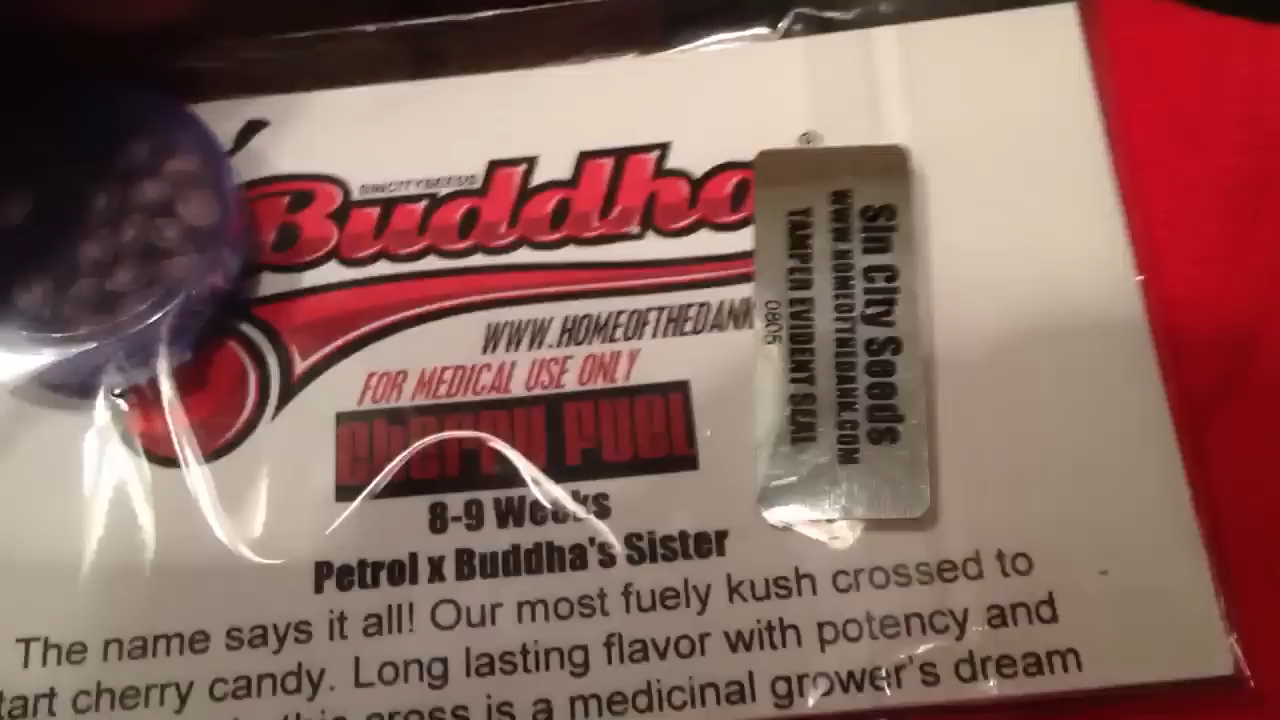 SINCITYSEEDS
Buddha
WWW.HOMEOFTHEDANK
FOR MEDICAL USE ONLY
Cherry Fuel
8-9 Weeks
Petrol x Buddha's Sister
The name says it all! Our most fuely kush crossed to
tart cherry candy. Long lasting flavor with potency and
this cross is a medicinal grower's dream
Sin City Seeds
WWW.HOMEOFTHEDANK.COM
TAMPER EVIDENT SEAL
0805